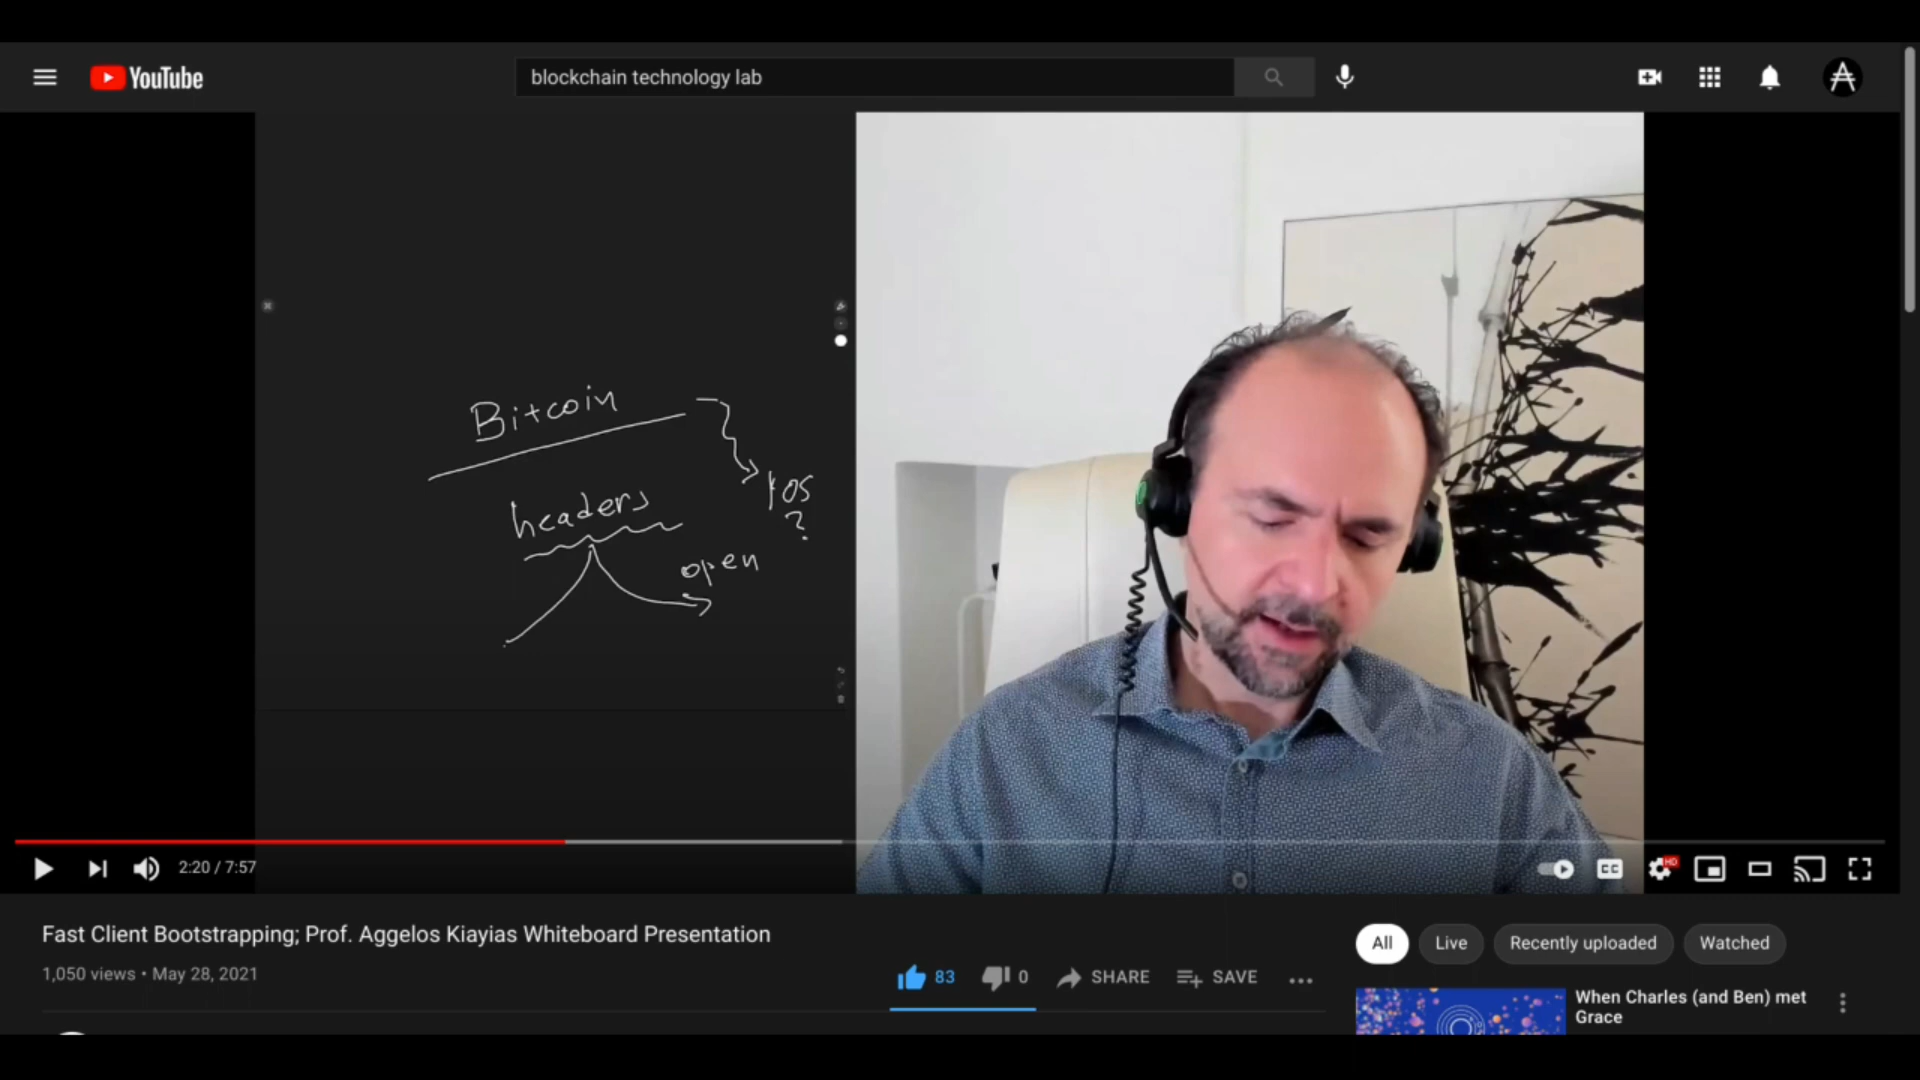 YouTube
blockchain technology lab
Bitcoin
pos
?
headers
open
2:20 / 7:57
CC
HD
Fast Client Bootstrapping; Prof. Aggelos Kiayias Whiteboard Presentation
1,050 views • May 28, 2021
83
0
SHARE
SAVE
All
Live
Recently uploaded
Watched
When Charles (and Ben) met
Grace